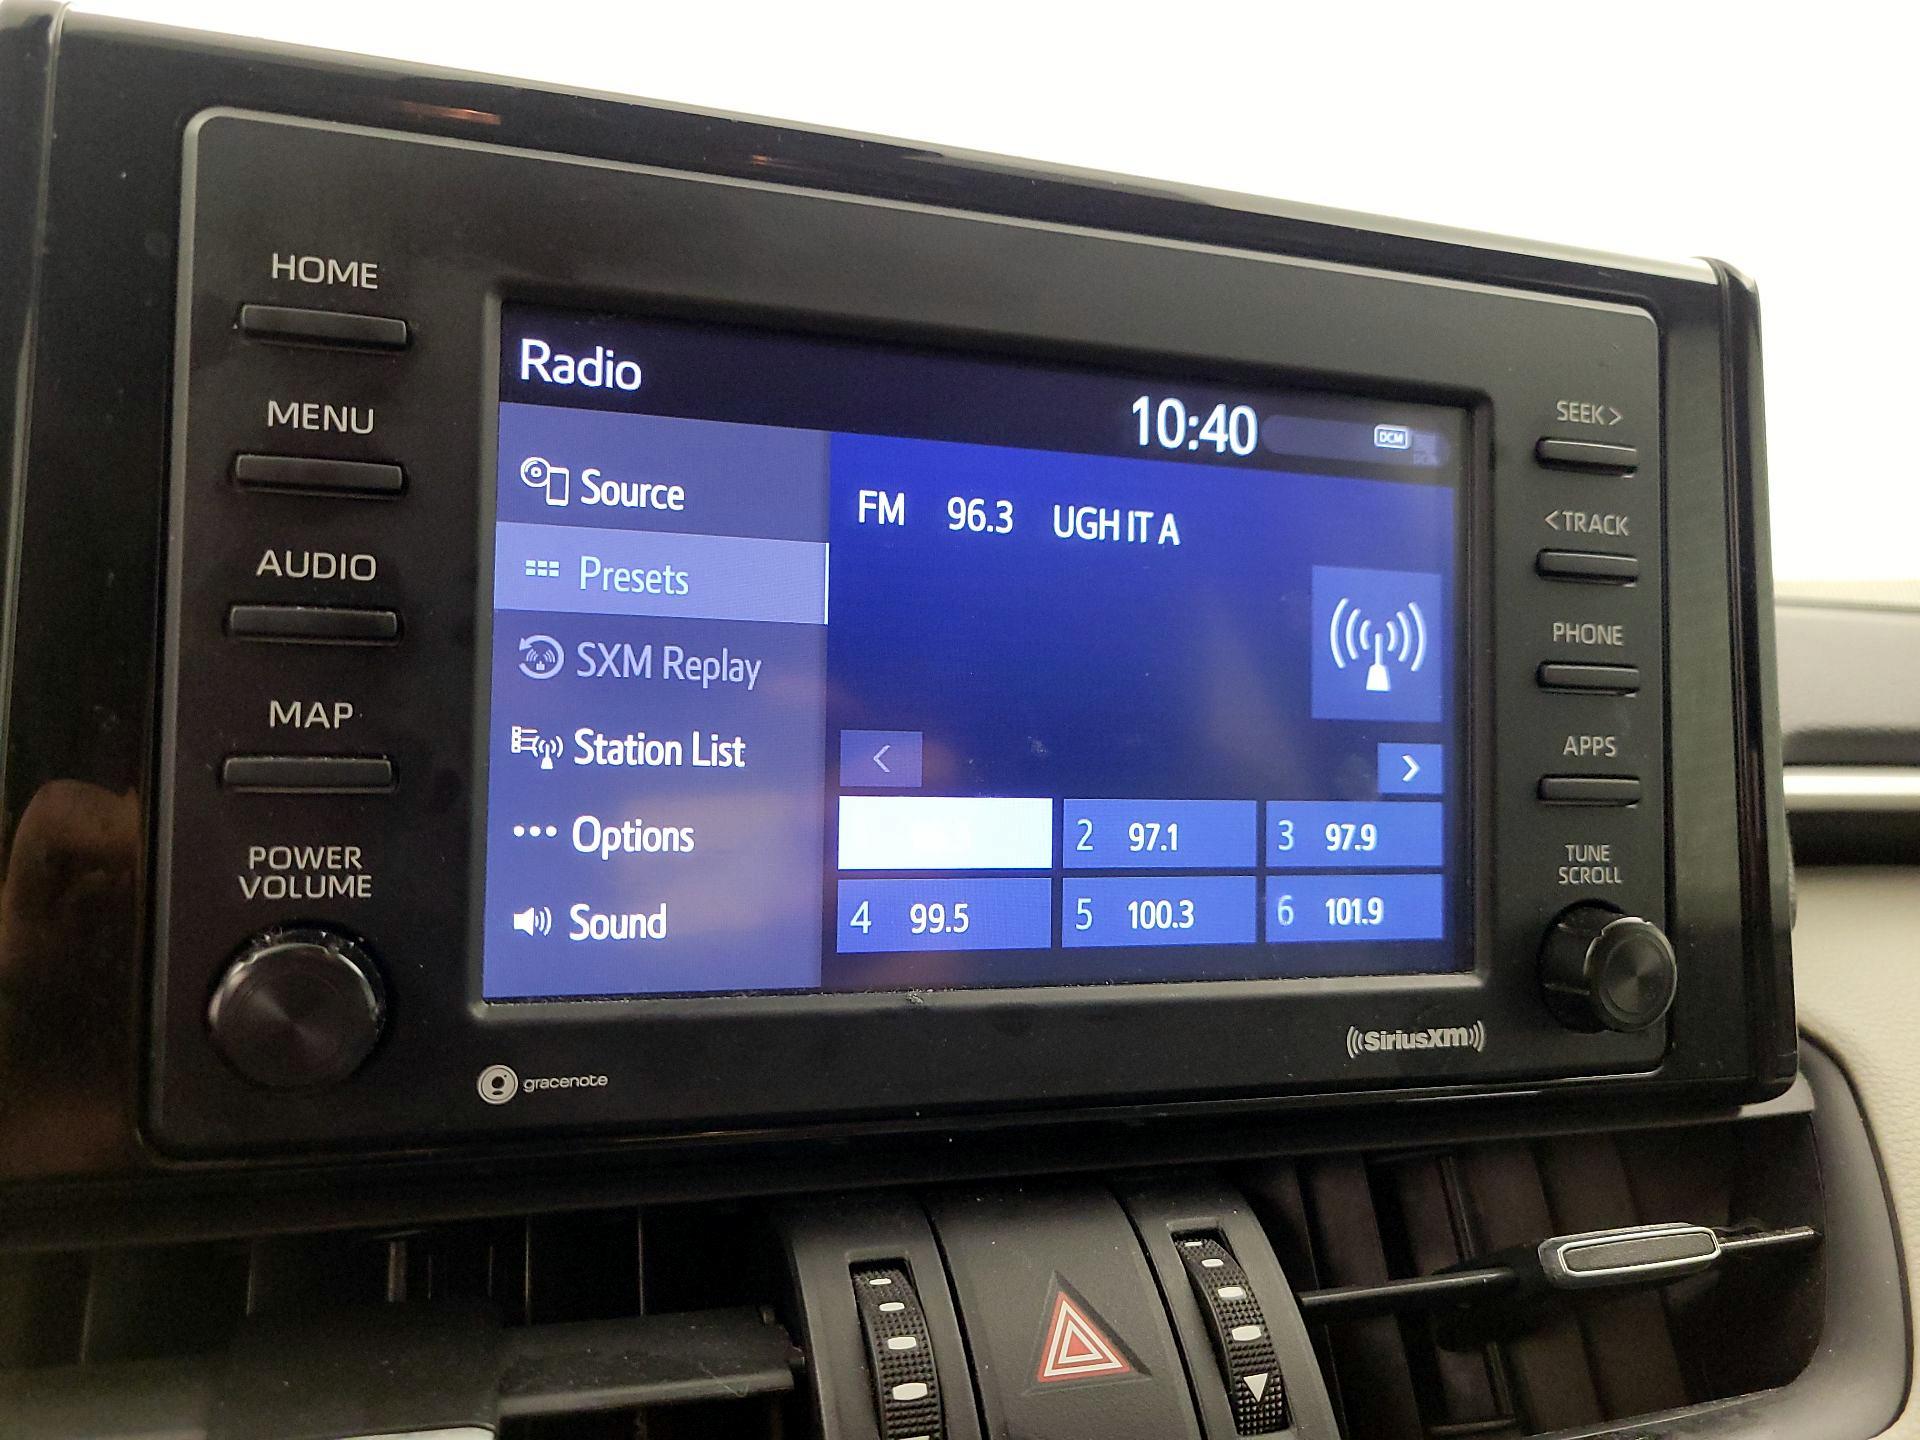 HOME
MENU
AUDIO
MAP
POWER
VOLUME
Radio
10:40
DCM
Source
Presets
SXM Replay
Station List
Options
Sound
FM 96.3 UGH IT A
<
>
2 97.1
3 97.9
4 99.5
5 100.3
6 101.9
SEEK >
< TRACK
PHONE
APPS
TUNE
SCROLL
gracenote
SiriusXM